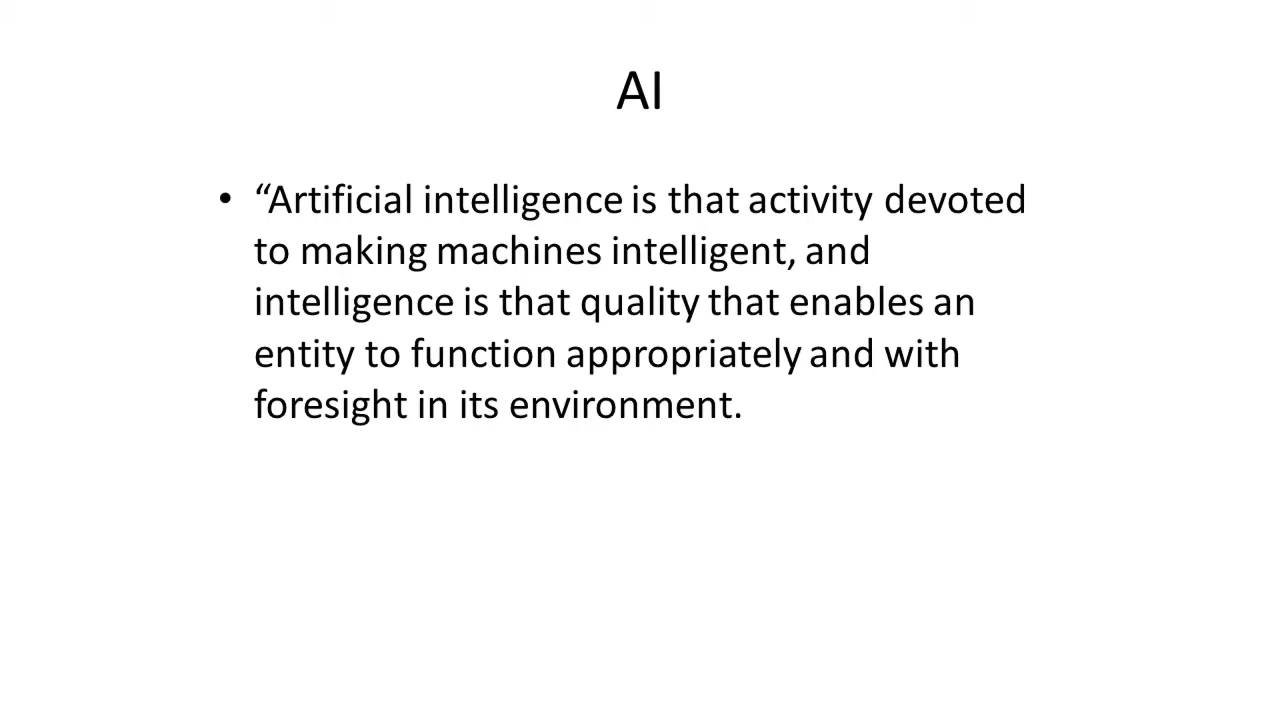 AI
• “Artificial intelligence is that activity devoted
to making machines intelligent, and
intelligence is that quality that enables an
entity to function appropriately and with
foresight in its environment.